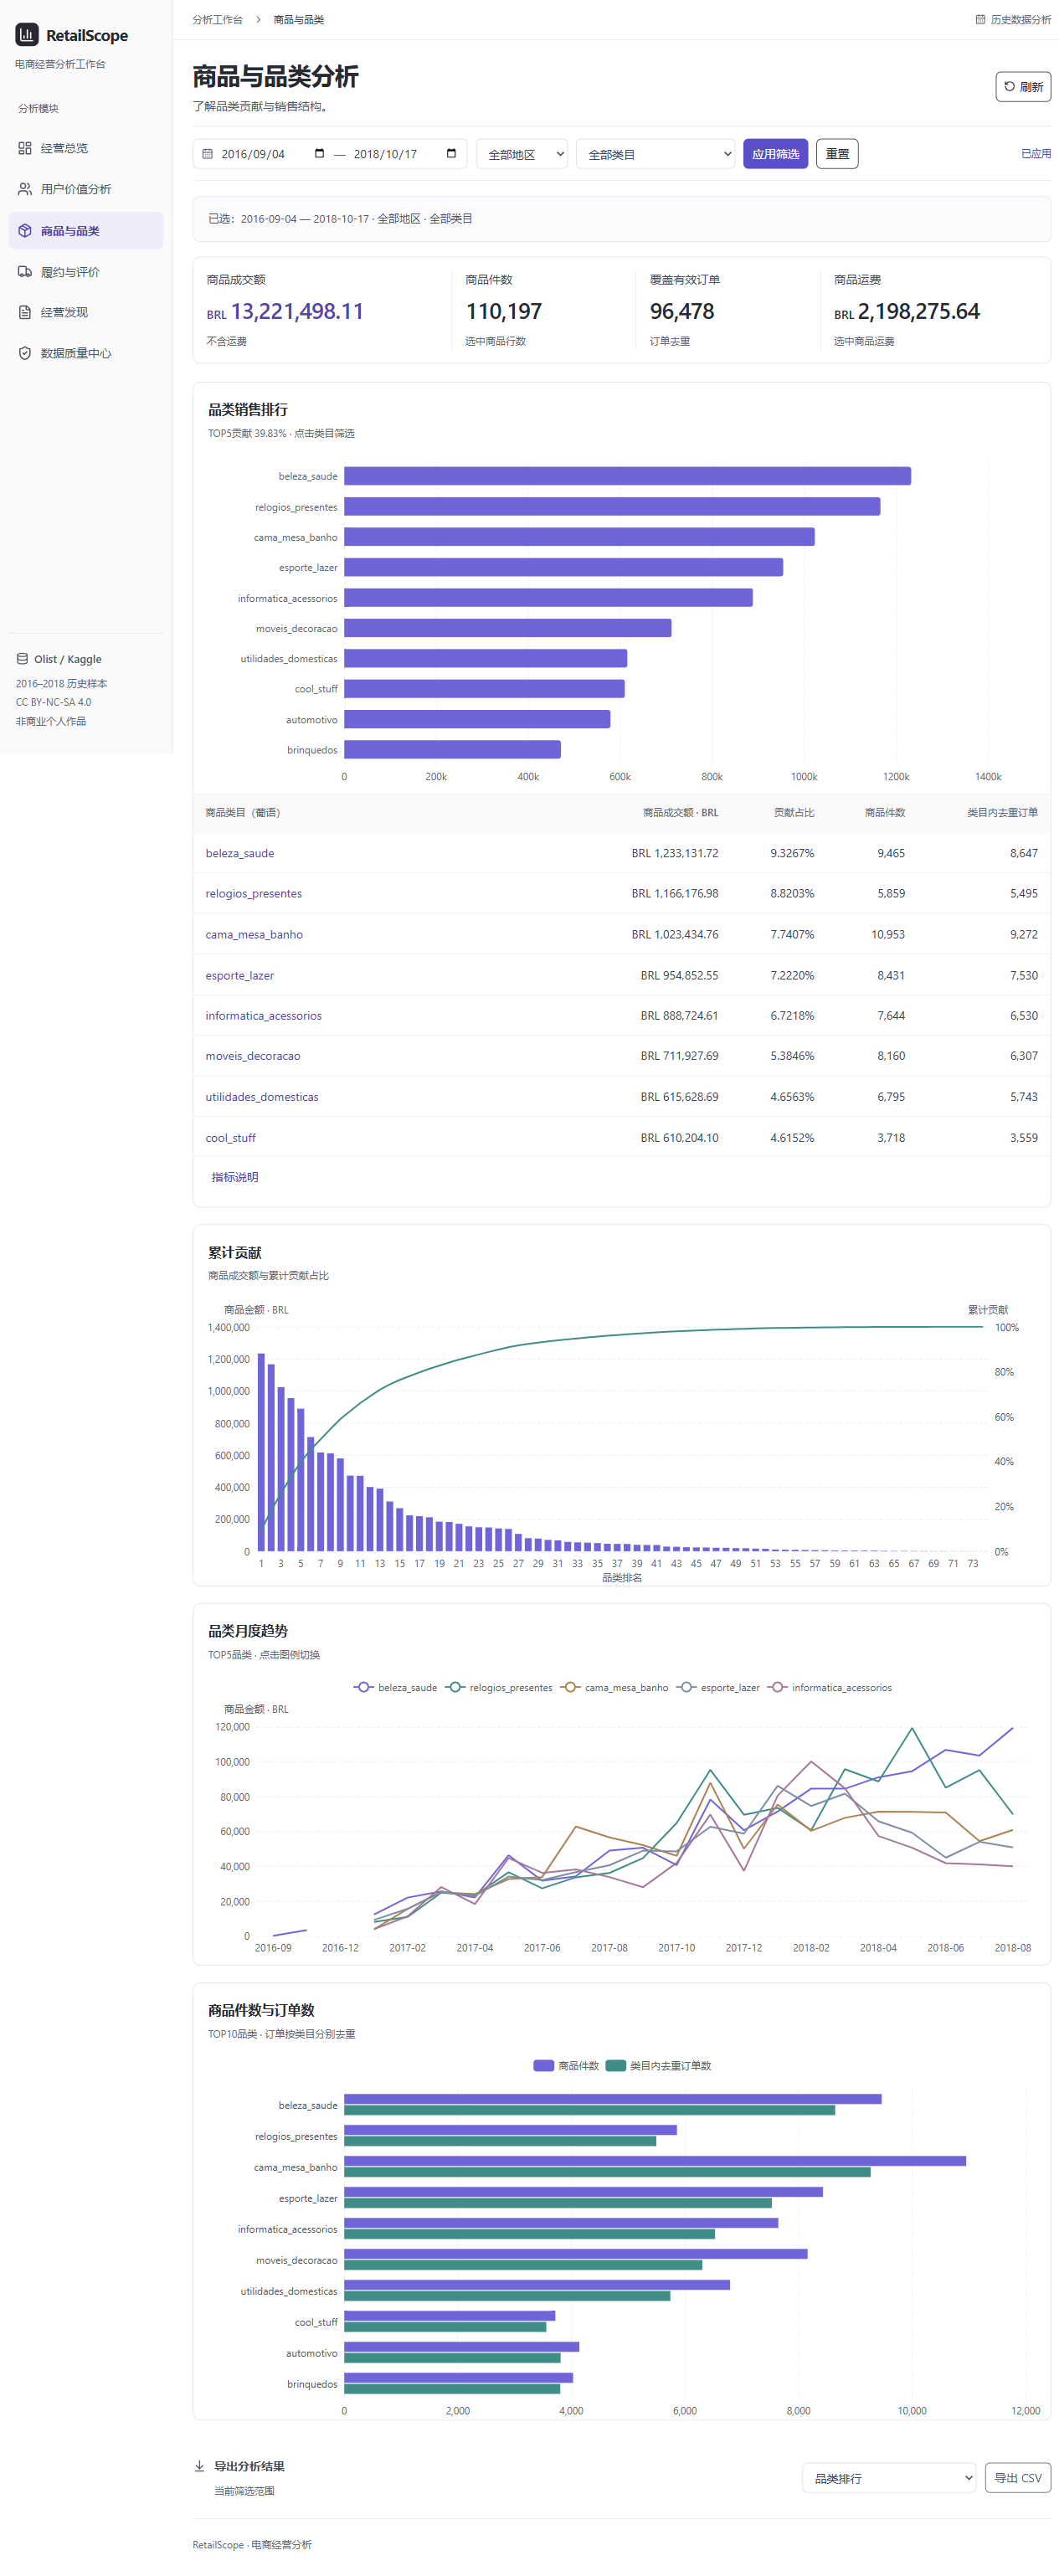 RetailScope
电商经营分析工作台
分析模块
经营总览
用户价值分析
商品与品类
履约与评价
经营发现
数据质量中心
Olist / Kaggle
2016–2018 历史样本
CC BY-NC-SA 4.0
非商业个人作品
分析工作台 > 商品与品类
历史数据分析
商品与品类分析
了解品类贡献与销售结构。
刷新
2016/09/04 — 2018/10/17 全部地区 全部类目 应用筛选 重置 已应用
已选：2016-09-04 — 2018-10-17 · 全部地区 · 全部类目
商品成交额 商品件数 覆盖有效订单 商品运费
BRL 13,221,498.11 110,197 96,478 BRL 2,198,275.64
不含运费 选中商品行数 订单去重 选中商品运费
品类销售排行
TOP5贡献 39.83% · 点击类目筛选
beleza_saude
relogios_presentes
cama_mesa_banho
esporte_lazer
informatica_acessorios
moveis_decoracao
utilidades_domesticas
cool_stuff
automotivo
brinquedos
0 200k 400k 600k 800k 1000k 1200k 1400k
商品类目（葡语） 商品成交额 · BRL 贡献占比 商品件数 类目内去重订单
beleza_saude BRL 1,233,131.72 9.3267% 9,465 8,647
relogios_presentes BRL 1,166,176.98 8.8203% 5,859 5,495
cama_mesa_banho BRL 1,023,434.76 7.7407% 10,953 9,272
esporte_lazer BRL 954,852.55 7.2220% 8,431 7,530
informatica_acessorios BRL 888,724.61 6.7218% 7,644 6,530
moveis_decoracao BRL 711,927.69 5.3846% 8,160 6,307
utilidades_domesticas BRL 615,628.69 4.6563% 6,795 5,743
cool_stuff BRL 610,204.10 4.6152% 3,718 3,559
指标说明
累计贡献
商品成交额与累计贡献占比
商品金额 · BRL 累计贡献
1,400,000 100%
1,200,000
80%
1,000,000
800,000
60%
600,000
40%
400,000
20%
200,000
0 0%
1 3 5 7 9 11 13 15 17 19 21 23 25 27 29 31 33 35 37 39 41 43 45 47 49 51 53 55 57 59 61 63 65 67 69 71 73
品类排名
品类月度趋势
TOP5品类 · 点击图例切换
beleza_saude relogios_presentes cama_mesa_banho esporte_lazer informatica_acessorios
商品金额 · BRL
120,000
100,000
80,000
60,000
40,000
20,000
0
2016-09 2016-12 2017-02 2017-04 2017-06 2017-08 2017-10 2017-12 2018-02 2018-04 2018-06 2018-08
商品件数与订单数
TOP10品类 · 订单按类目分别去重
商品件数 类目内去重订单数
beleza_saude
relogios_presentes
cama_mesa_banho
esporte_lazer
informatica_acessorios
moveis_decoracao
utilidades_domesticas
cool_stuff
automotivo
brinquedos
0 2,000 4,000 6,000 8,000 10,000 12,000
导出分析结果
当前筛选范围
品类排行 导出 CSV
RetailScope · 电商经营分析